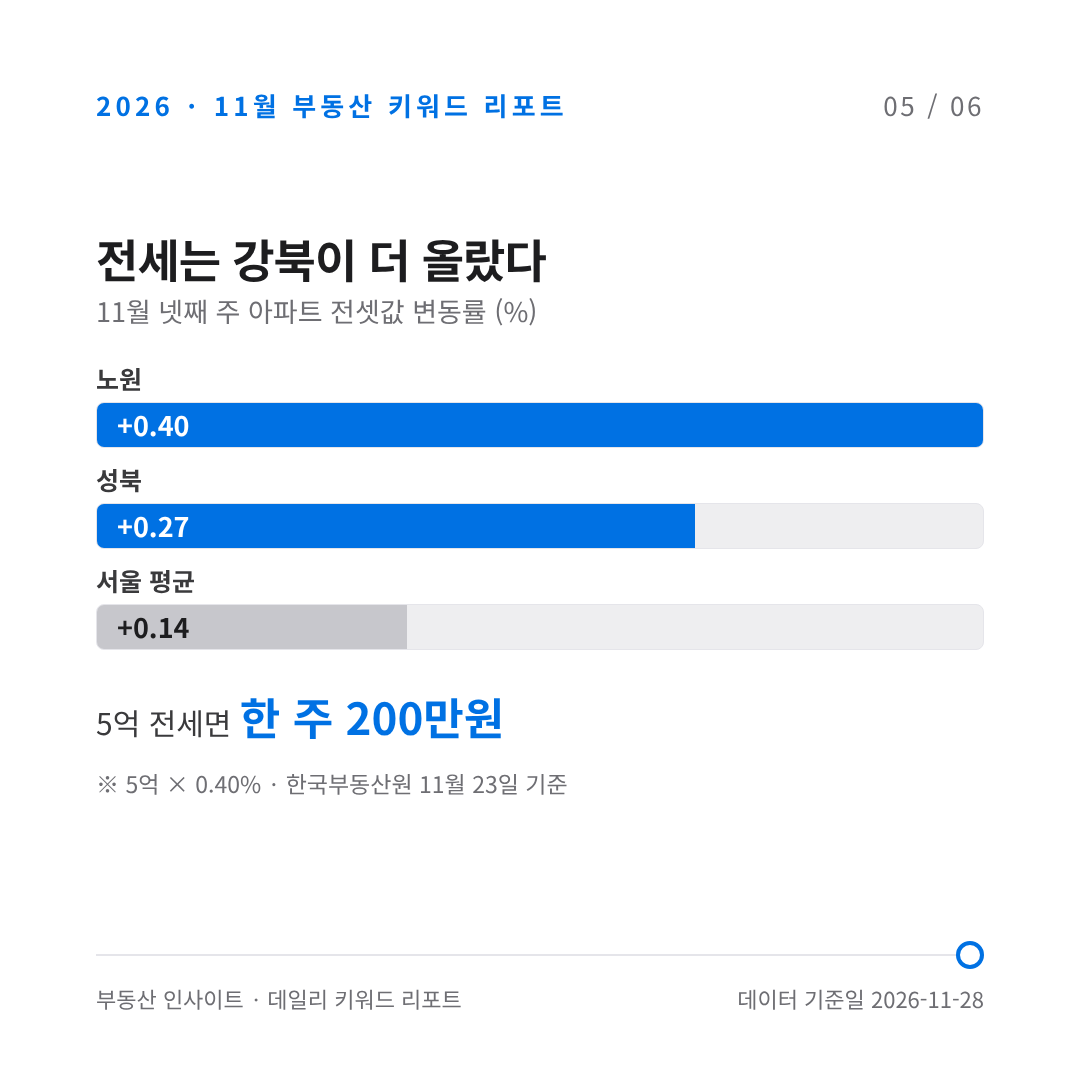 2026 · 11월 부동산 키워드 리포트
05 / 06
전세는 강북이 더 올랐다
11월 넷째 주 아파트 전셋값 변동률 (%)
노원
+0.40
성북
+0.27
서울 평균
+0.14
5억 전세면 한 주 200만원
※ 5억 × 0.40% · 한국부동산원 11월 23일 기준
부동산 인사이트 · 데일리 키워드 리포트
데이터 기준일 2026-11-28